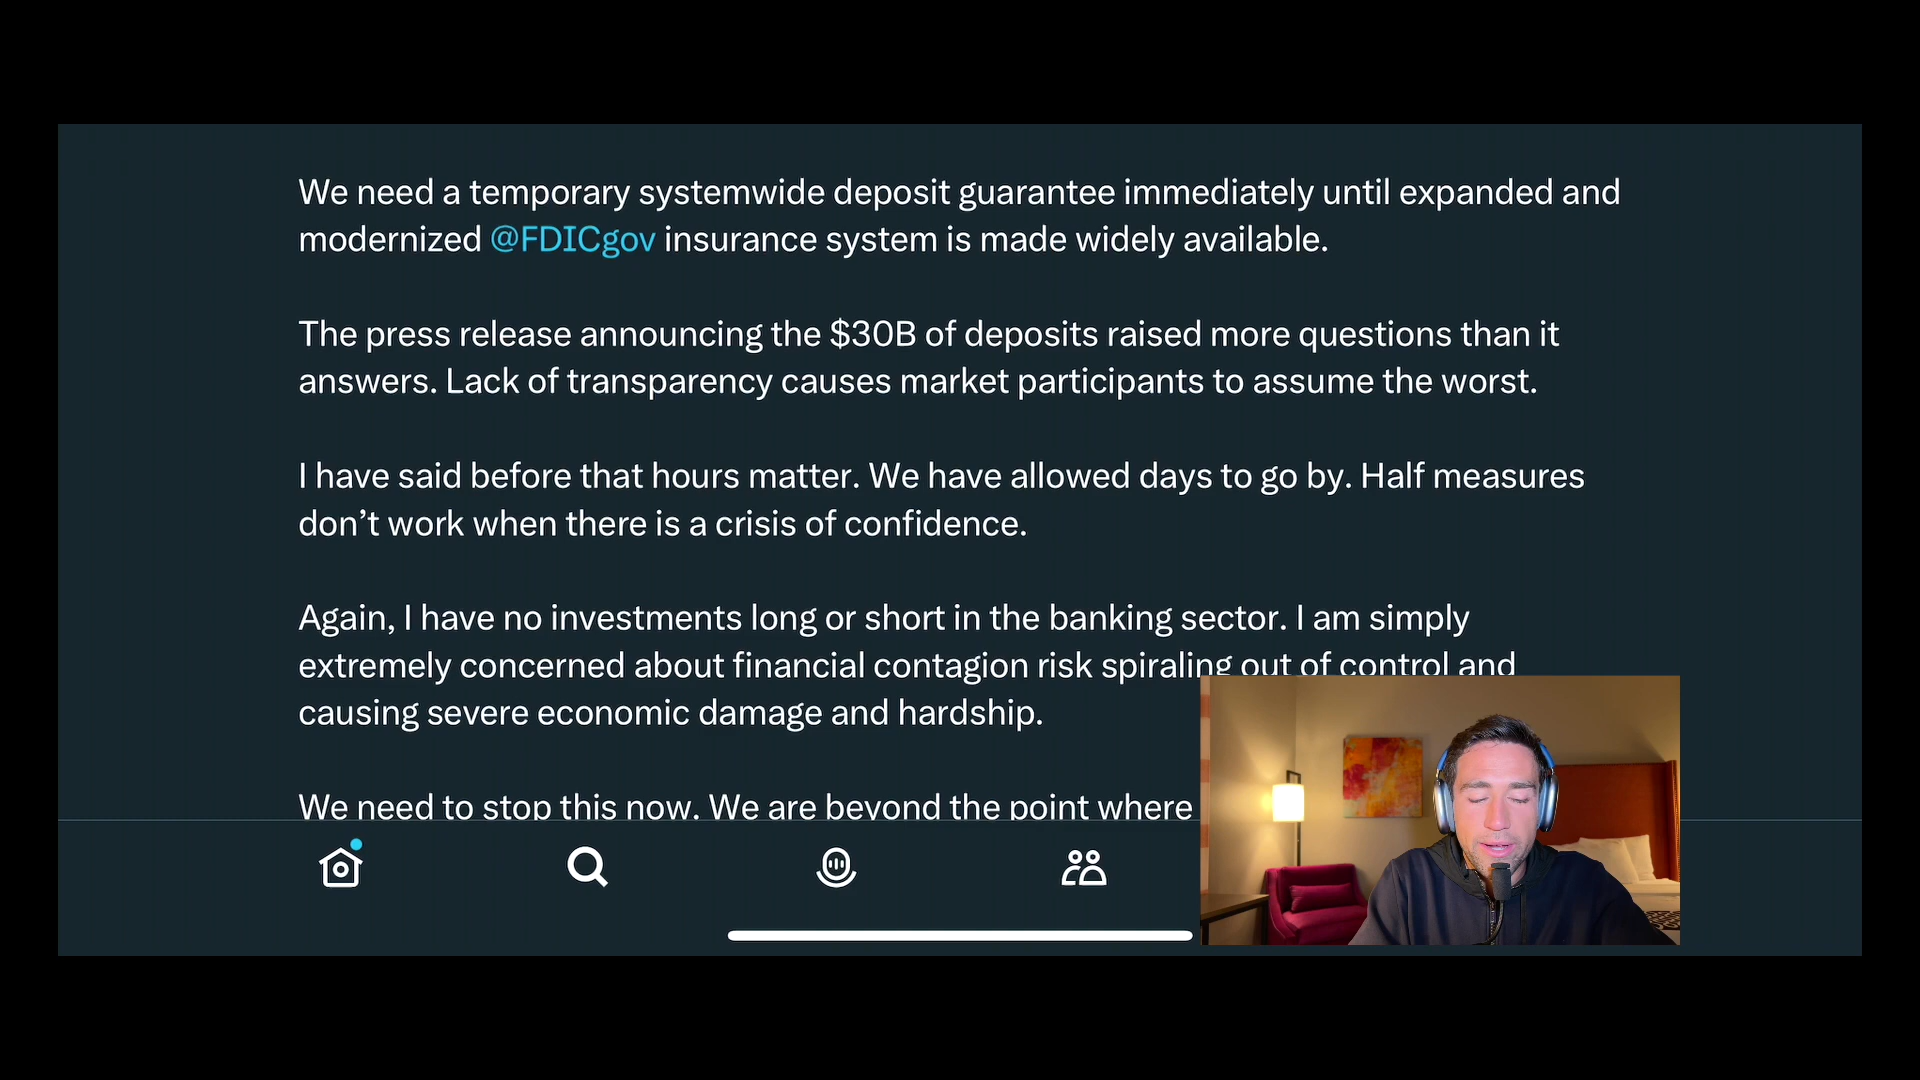 We need a temporary systemwide deposit guarantee immediately until expanded and
modernized @FDICgov insurance system is made widely available.
The press release announcing the $30B of deposits raised more questions than it
answers. Lack of transparency causes market participants to assume the worst.
I have said before that hours matter. We have allowed days to go by. Half measures
don’t work when there is a crisis of confidence.
Again, I have no investments long or short in the banking sector. I am simply
extremely concerned about financial contagion risk spiraling out of control and
causing severe economic damage and hardship.
We need to stop this now. We are beyond the point where